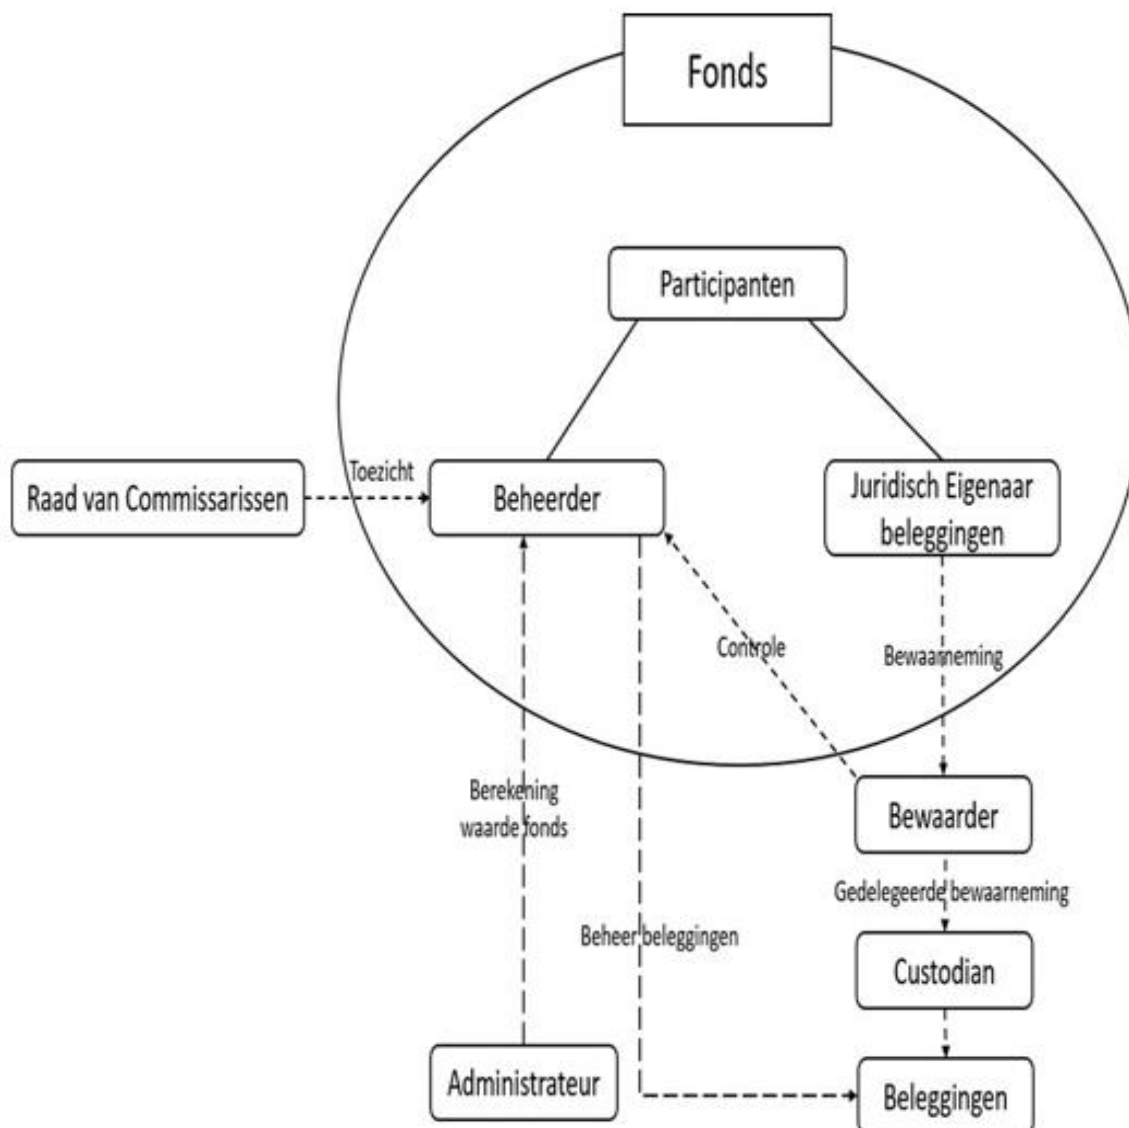 Fonds
Participanten
Toezicht
Raad van Commissarissen
Beheerder
Juridisch Eigenaar
beleggingen
Controle
Bewaarneming
Berekening
waarde fonds
Bewaarder
Gedelegeerde bewaarneming
Beheer beleggingen
Custodian
Administrateur
Beleggingen